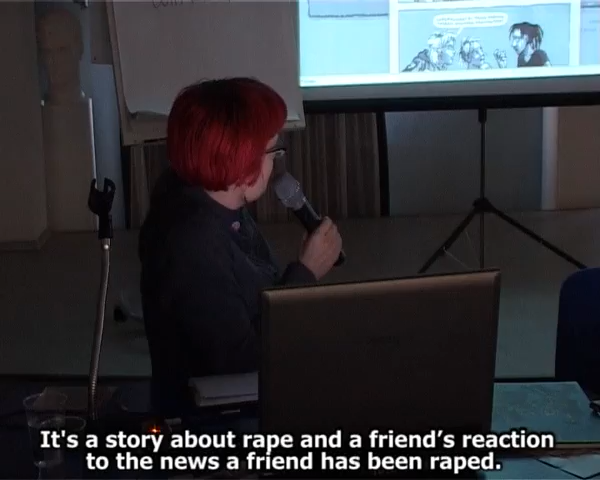 It's a story about rape and a friend's reaction
to the news a friend has been raped.